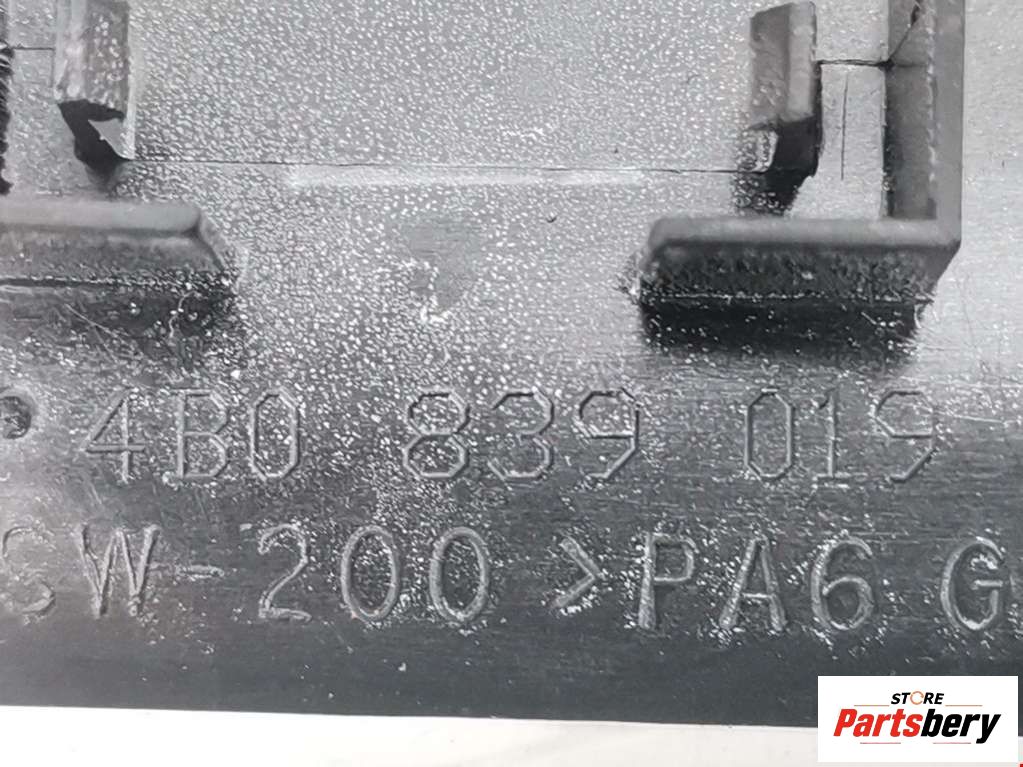 4B0 839 019
SW-200 >PA6 G
STORE
Partsbery